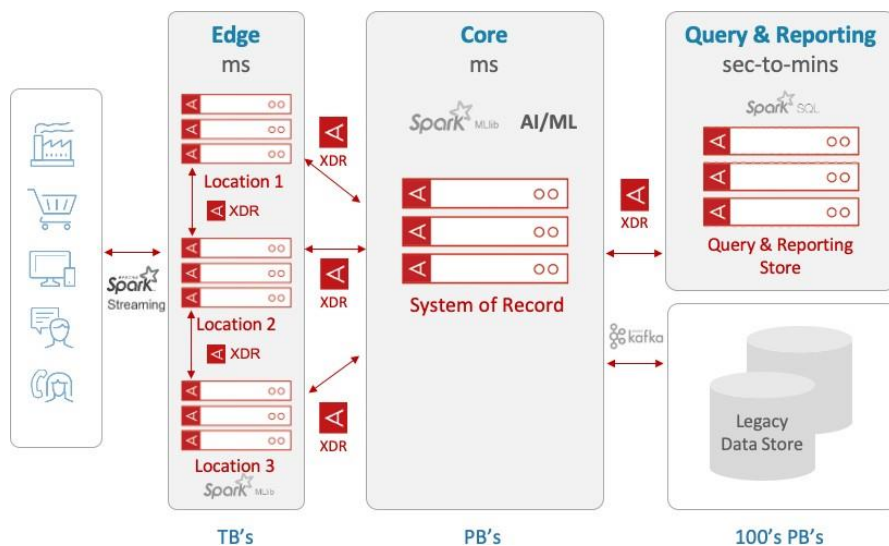 Edge
ms
Location 1
XDR
Location 2
XDR
Location 3
Spark MLlib
TB's
Spark
Streaming
XDR
XDR
XDR
Core
ms
Spark MLlib
AI/ML
System of Record
PB's
XDR
kafka
Query & Reporting
sec-to-mins
Spark SQL
Query & Reporting
Store
Legacy
Data Store
100's PB's